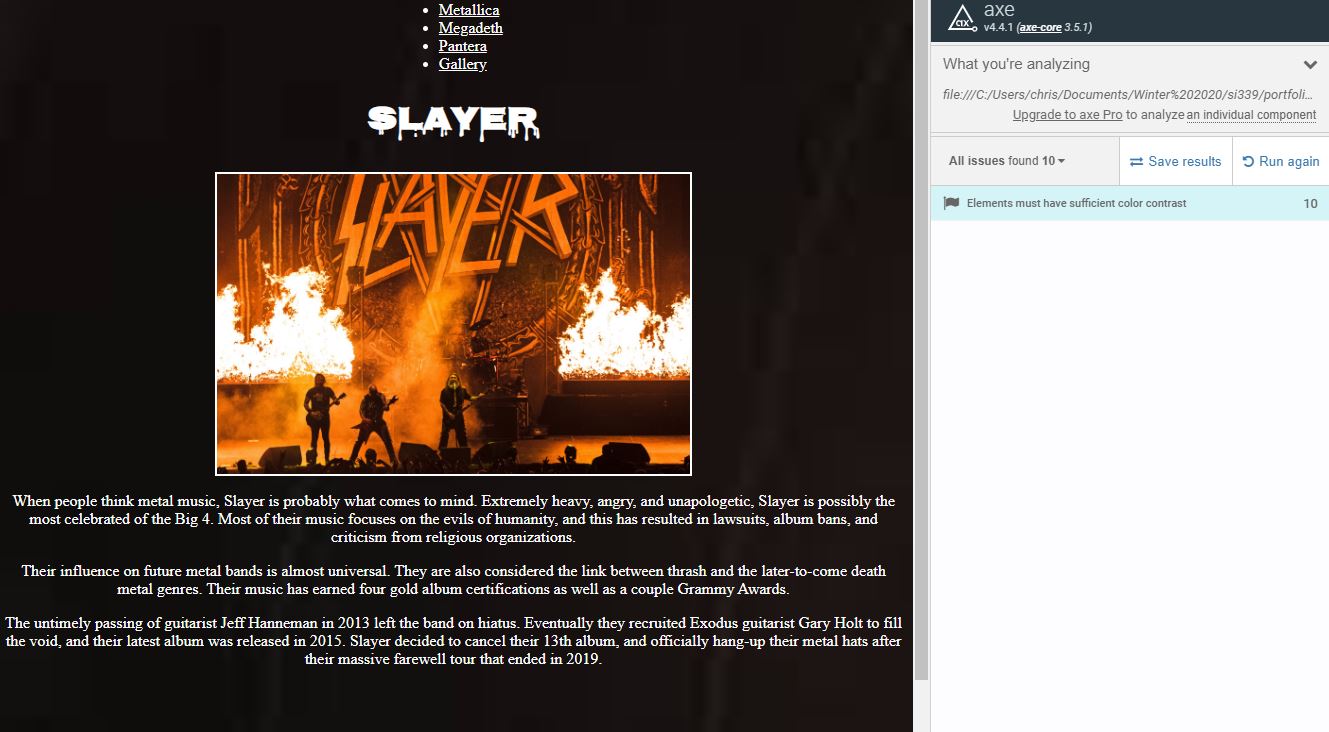 Metallica
Megadeth
Pantera
Gallery
SLAYER
SLAYER
When people think metal music, Slayer is probably what comes to mind. Extremely heavy, angry, and unapologetic, Slayer is possibly the
most celebrated of the Big 4. Most of their music focuses on the evils of humanity, and this has resulted in lawsuits, album bans, and
criticism from religious organizations.
Their influence on future metal bands is almost universal. They are also considered the link between thrash and the later-to-come death
metal genres. Their music has earned four gold album certifications as well as a couple Grammy Awards.
The untimely passing of guitarist Jeff Hanneman in 2013 left the band on hiatus. Eventually they recruited Exodus guitarist Gary Holt to fill
the void, and their latest album was released in 2015. Slayer decided to cancel their 13th album, and officially hang-up their metal hats after
their massive farewell tour that ended in 2019.
axe
v4.4.1 (axe-core 3.5.1)
What you're analyzing
file:///C:/Users/chris/Documents/Winter%202020/si339/portfoli...
Upgrade to axe Pro to analyze an individual component
All issues found 10
Save results
Run again
Elements must have sufficient color contrast 10